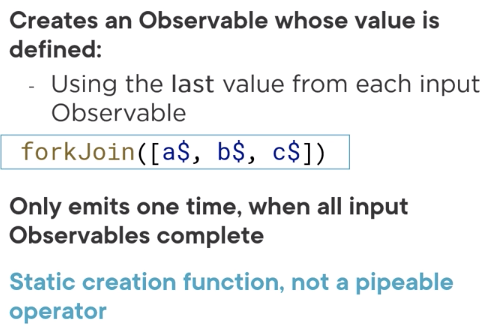 Creates an Observable whose value is
defined:
- Using the last value from each input
Observable
forkJoin([a$, b$, c$])
Only emits one time, when all input
Observables complete
Static creation function, not a pipeable
operator